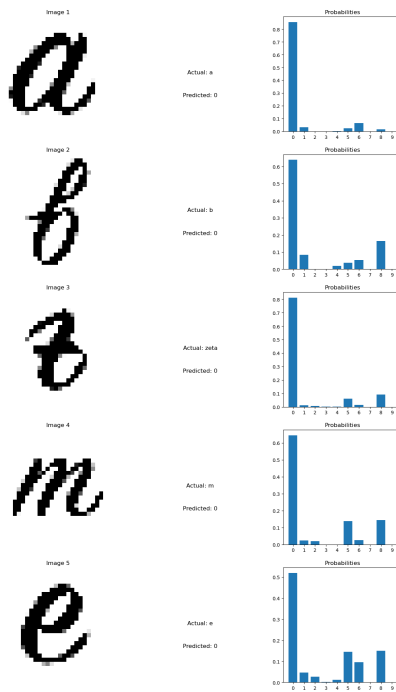 Image 1
Probabilities
a
Actual: a
Predicted: 0
0.8
0.7
0.6
0.5
0.4
0.3
0.2
0.1
0.0
0 1 2 3 4 5 6 7 8 9
Image 2
Probabilities
b
Actual: b
Predicted: 0
0.7
0.6
0.5
0.4
0.3
0.2
0.1
0.0
0 1 2 3 4 5 6 7 8 9
Image 3
Probabilities
Actual: zeta
Predicted: 0
0.8
0.7
0.6
0.5
0.4
0.3
0.2
0.1
0.0
0 1 2 3 4 5 6 7 8 9
Image 4
Probabilities
m
Actual: m
Predicted: 0
0.6
0.5
0.4
0.3
0.2
0.1
0.0
0 1 2 3 4 5 6 7 8 9
Image 5
Probabilities
e
Actual: e
Predicted: 0
0.5
0.4
0.3
0.2
0.1
0.0
0 1 2 3 4 5 6 7 8 9